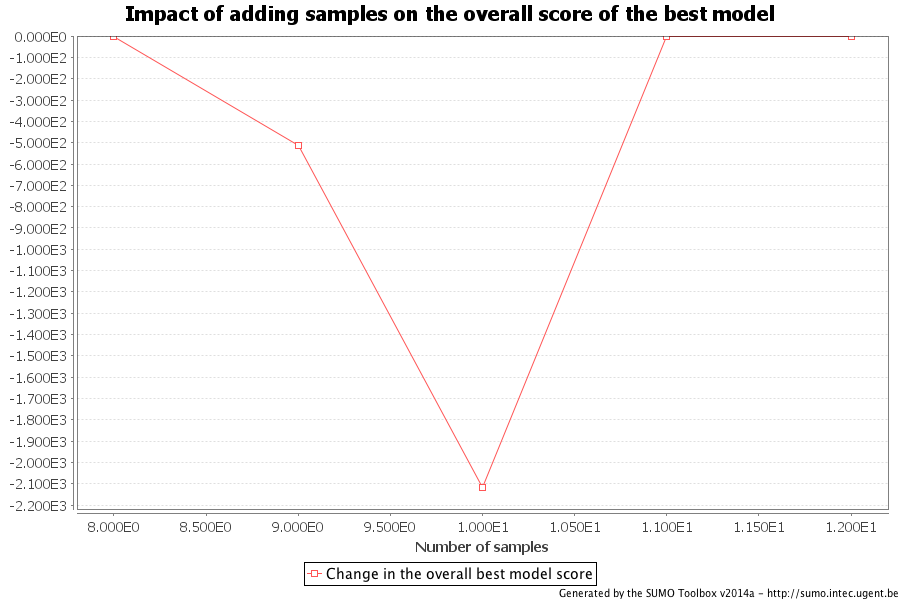 Impact of adding samples on the overall score of the best model
0.000E0
-1.000E2
-2.000E2
-3.000E2
-4.000E2
-5.000E2
-6.000E2
-7.000E2
-8.000E2
-9.000E2
-1.000E3
-1.100E3
-1.200E3
-1.300E3
-1.400E3
-1.500E3
-1.600E3
-1.700E3
-1.800E3
-1.900E3
-2.000E3
-2.100E3
-2.200E3
8.000E0 8.500E0 9.000E0 9.500E0 1.000E1 1.050E1 1.100E1 1.150E1 1.200E1
Number of samples
Change in the overall best model score
Generated by the SUMO Toolbox v2014a - http://sumo.intec.ugent.be